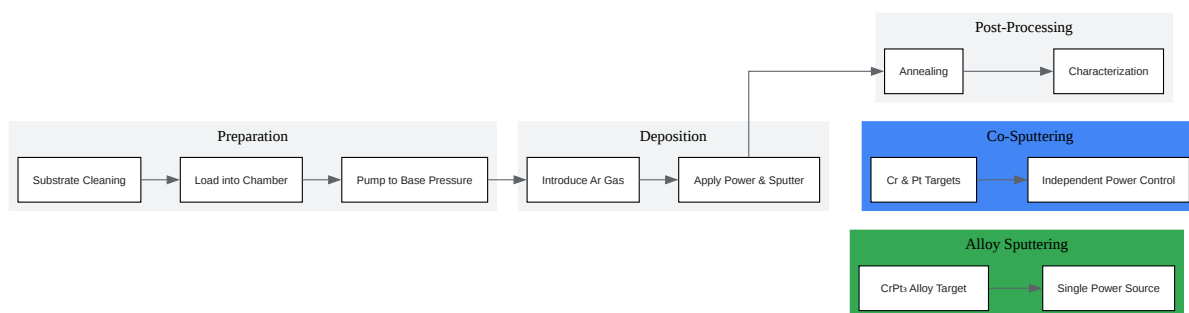 Post-Processing
Annealing
Characterization
Preparation
Substrate Cleaning
Load into Chamber
Pump to Base Pressure
Deposition
Introduce Ar Gas
Apply Power & Sputter
Co-Sputtering
Cr & Pt Targets
Independent Power Control
Alloy Sputtering
CrPt₃ Alloy Target
Single Power Source